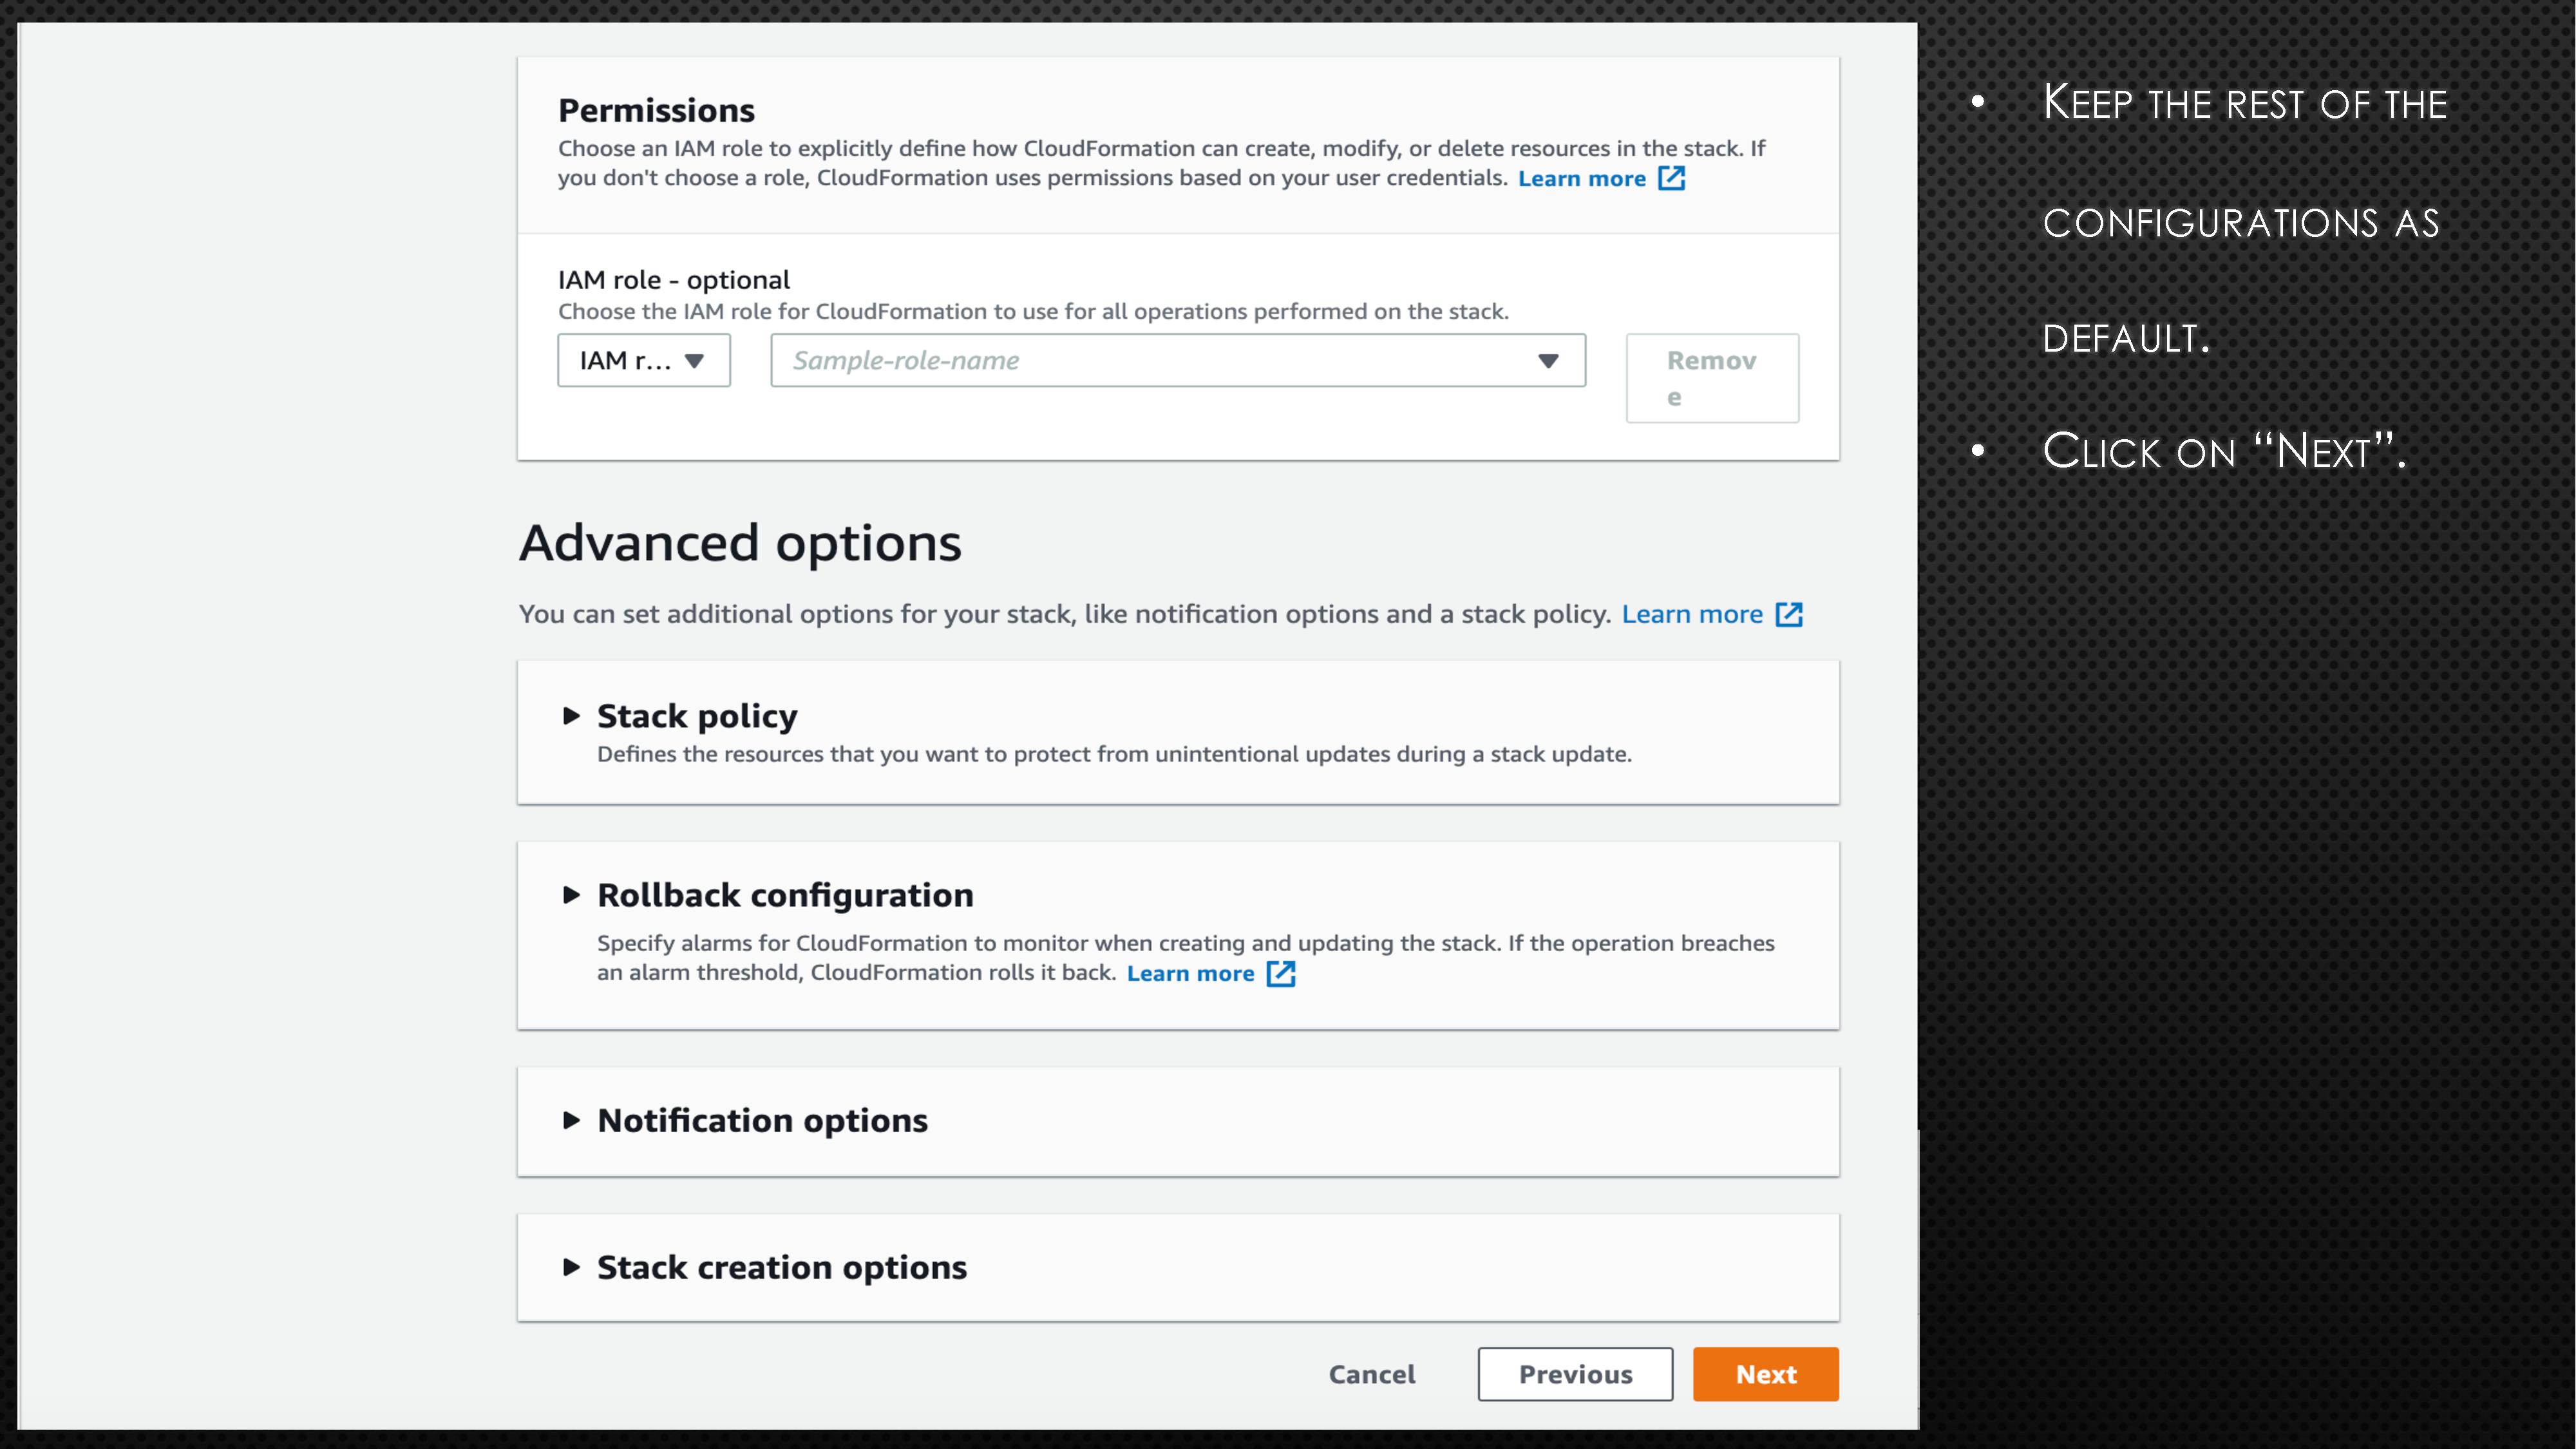 Permissions
Choose an IAM role to explicitly define how CloudFormation can create, modify, or delete resources in the stack. If
you don't choose a role, CloudFormation uses permissions based on your user credentials. Learn more
IAM role - optional
Choose the IAM role for CloudFormation to use for all operations performed on the stack.
IAM r...
Sample-role-name
Remov
e
Advanced options
You can set additional options for your stack, like notification options and a stack policy. Learn more
Stack policy
Defines the resources that you want to protect from unintentional updates during a stack update.
Rollback configuration
Specify alarms for CloudFormation to monitor when creating and updating the stack. If the operation breaches
an alarm threshold, CloudFormation rolls it back. Learn more
Notification options
Stack creation options
Cancel
Previous
Next
• Keep the rest of the
configurations as
default.
• Click on “Next”.